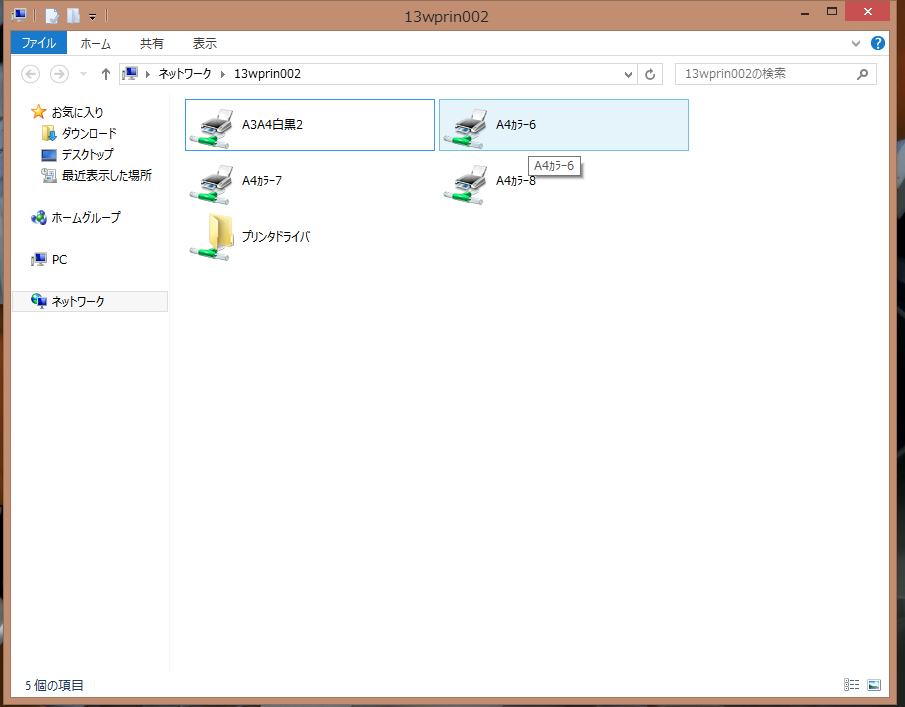 13wprin002
ファイル ホーム 共有 表示
ネットワーク 13wprin002 13wprin002の検索
お気に入り
ダウンロード
デスクトップ
最近表示した場所
ホームグループ
PC
ネットワーク
A3A4白黒2 A4ｶﾗｰ6
A4ｶﾗｰ6
A4ｶﾗｰ7 A4ｶﾗｰ8
プリンタドライバ
5 個の項目